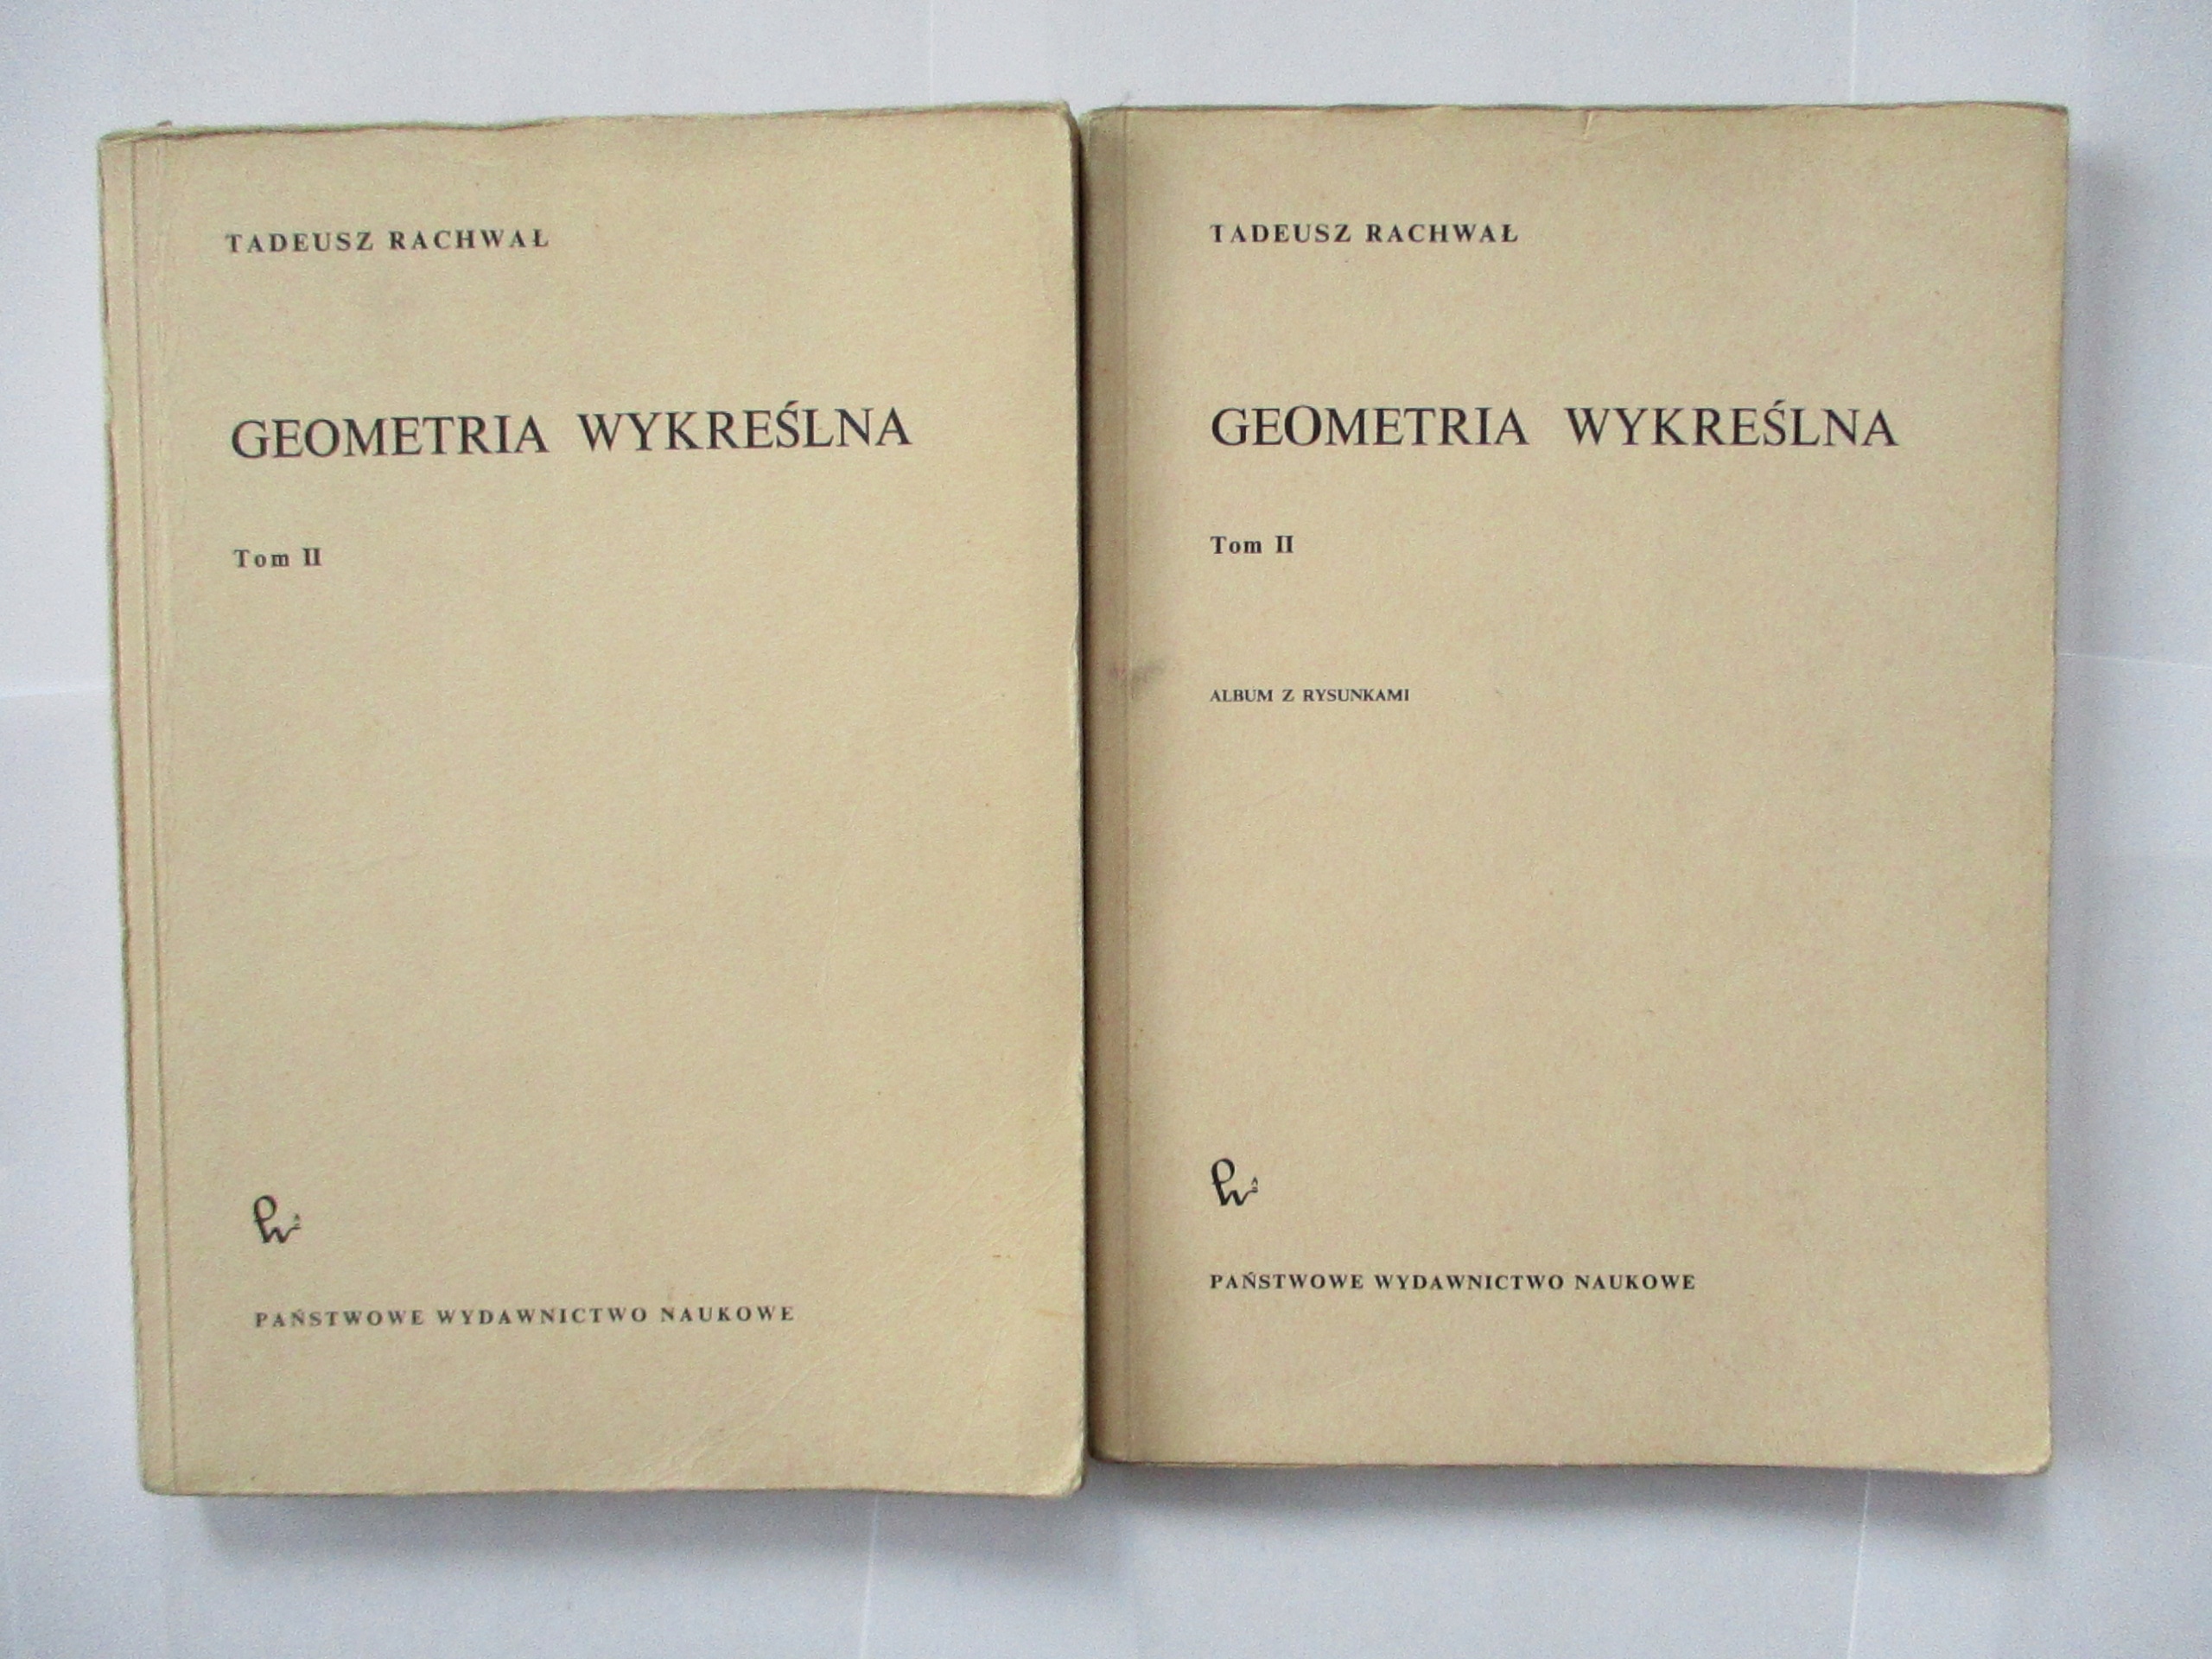 TADEUSZ RACHWAŁ
GEOMETRIA WYKREŚLNA
Tom II
PAŃSTWOWE WYDAWNICTWO NAUKOWE
TADEUSZ RACHWAŁ
GEOMETRIA WYKREŚLNA
Tom II
ALBUM Z RYSUNKAMI
PAŃSTWOWE WYDAWNICTWO NAUKOWE